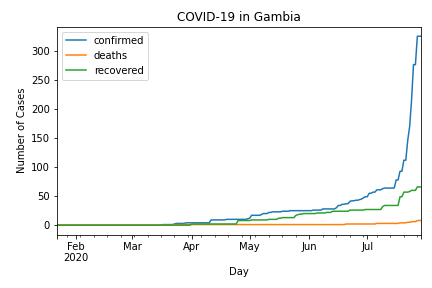 COVID-19 in Gambia
confirmed
deaths
recovered
Number of Cases
300
250
200
150
100
50
0
Feb
2020
Mar
Apr
May
Jun
Jul
Day